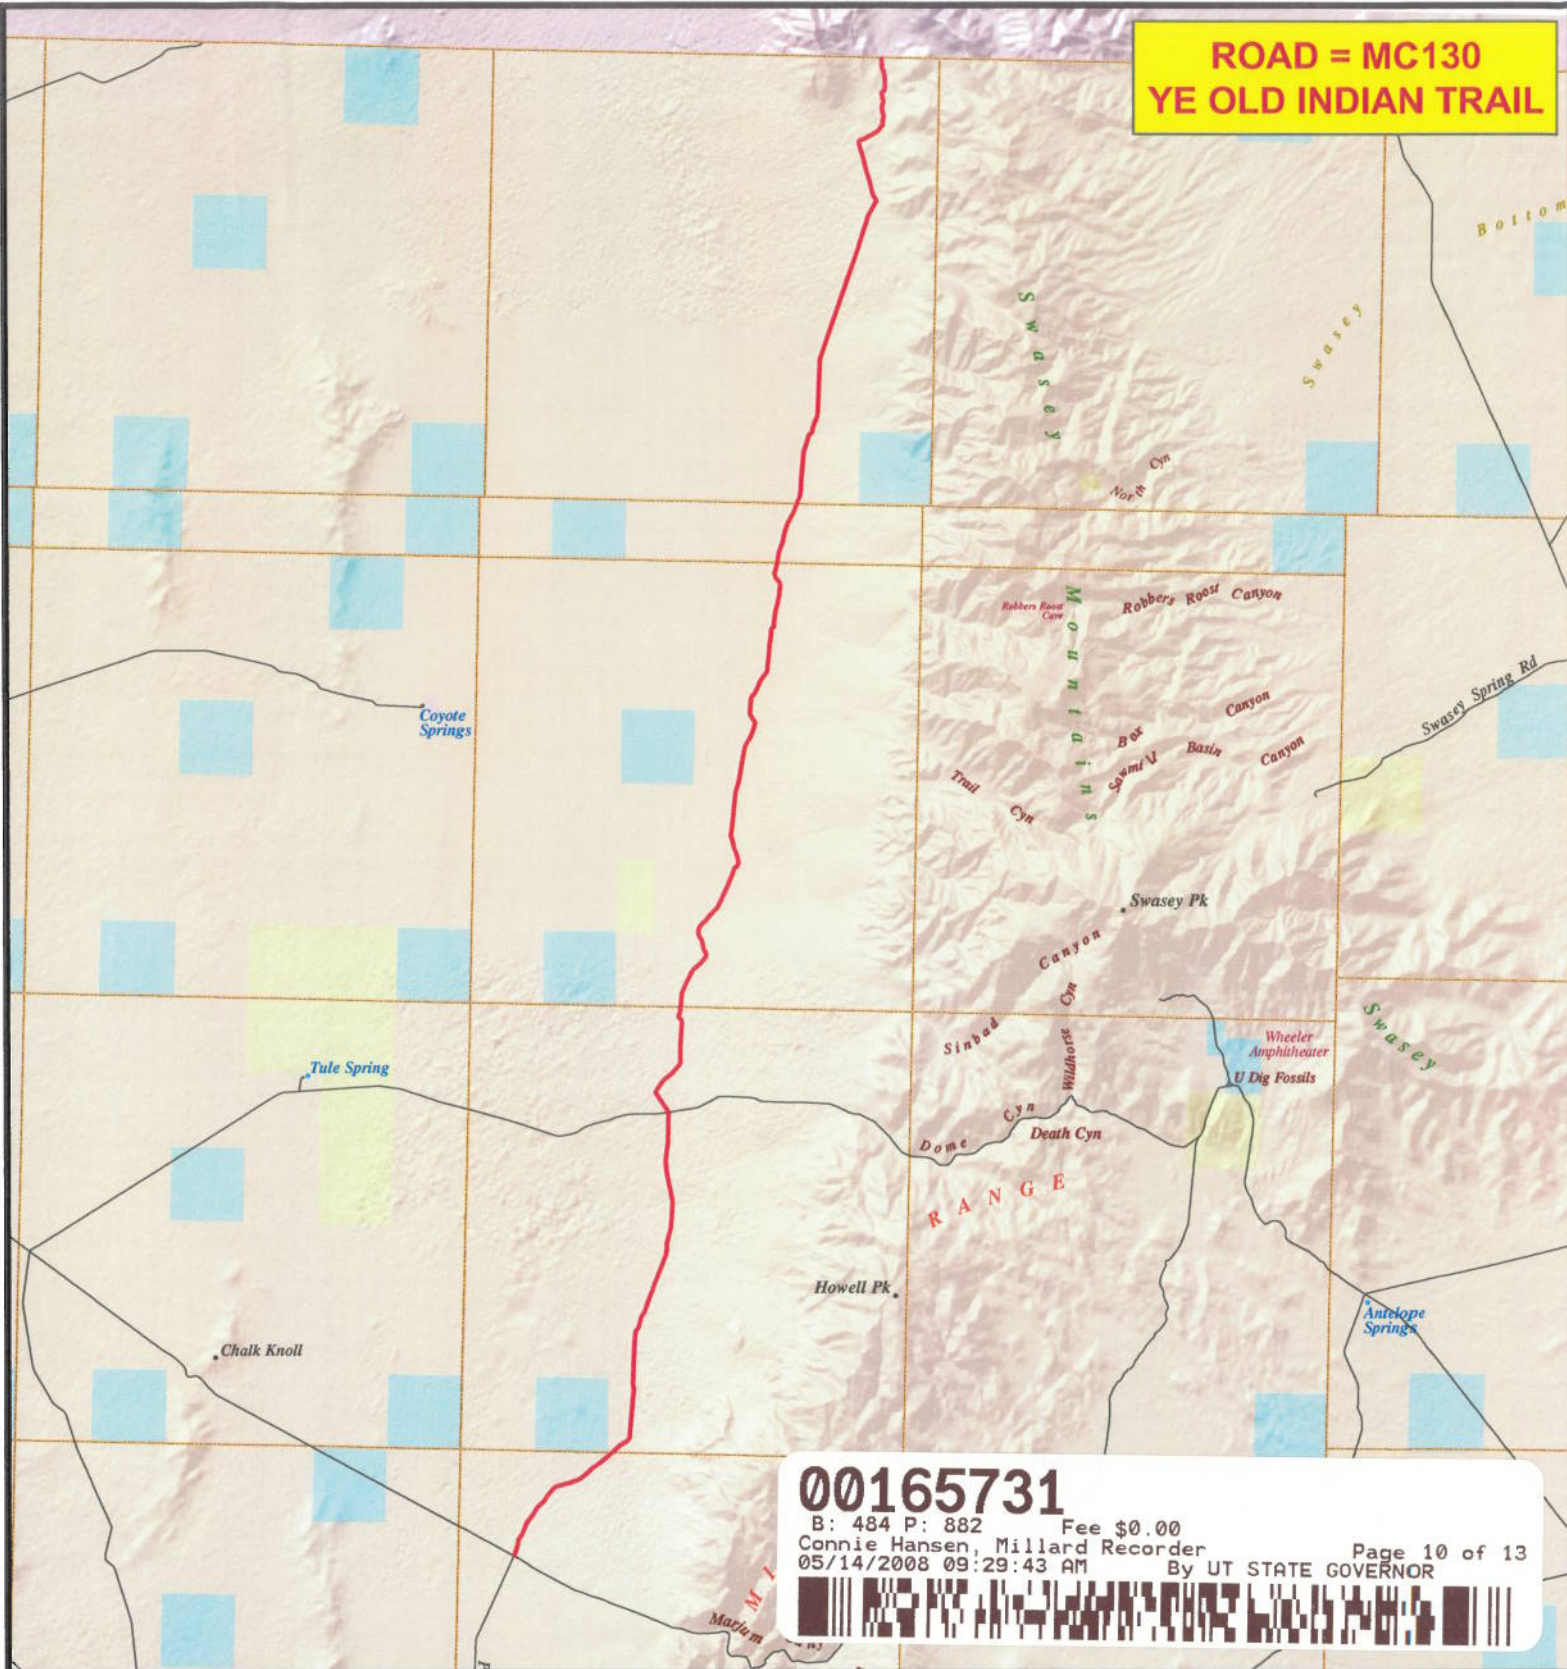 ROAD = MC130
YE OLD INDIAN TRAIL
Bottom
Swasey
Swasey
North Cyn
Robbers Roost
Cave
Mountains
Robbers Roost Canyon
Swasey Spring Rd
Coyote
Springs
Box Canyon
Sawmill Basin Canyon
Trail Cyn
Swasey Pk
Sinbad Canyon
Wildhorse Cyn
Swasey
Wheeler
Amphitheater
U Dig Fossils
Tule Spring
Dome Cyn
Death Cyn
RANGE
Howell Pk
Antelope
Springs
Chalk Knoll
Marjum
00165731
B: 484 P: 882 Fee $0.00
Connie Hansen, Millard Recorder Page 10 of 13
05/14/2008 09:29:43 AM By UT STATE GOVERNOR